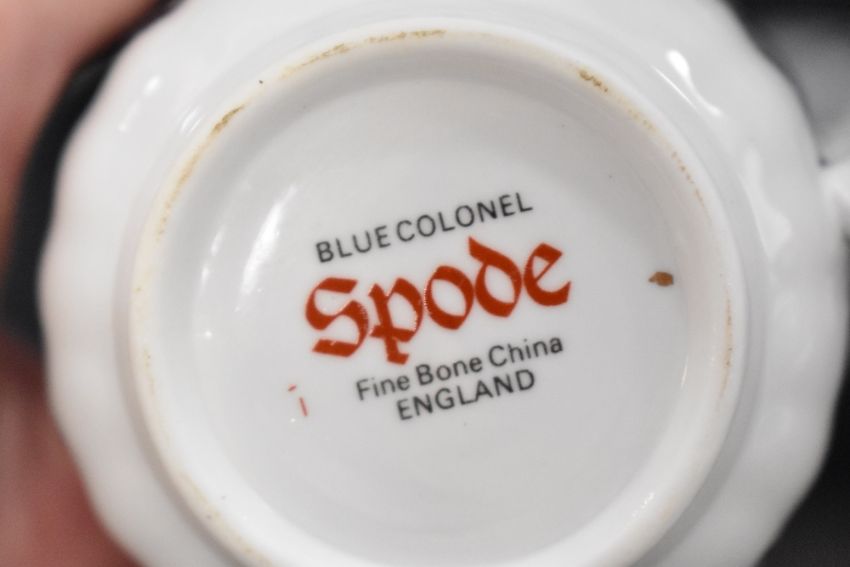 BLUE COLONEL
Spode
Fine Bone China
ENGLAND